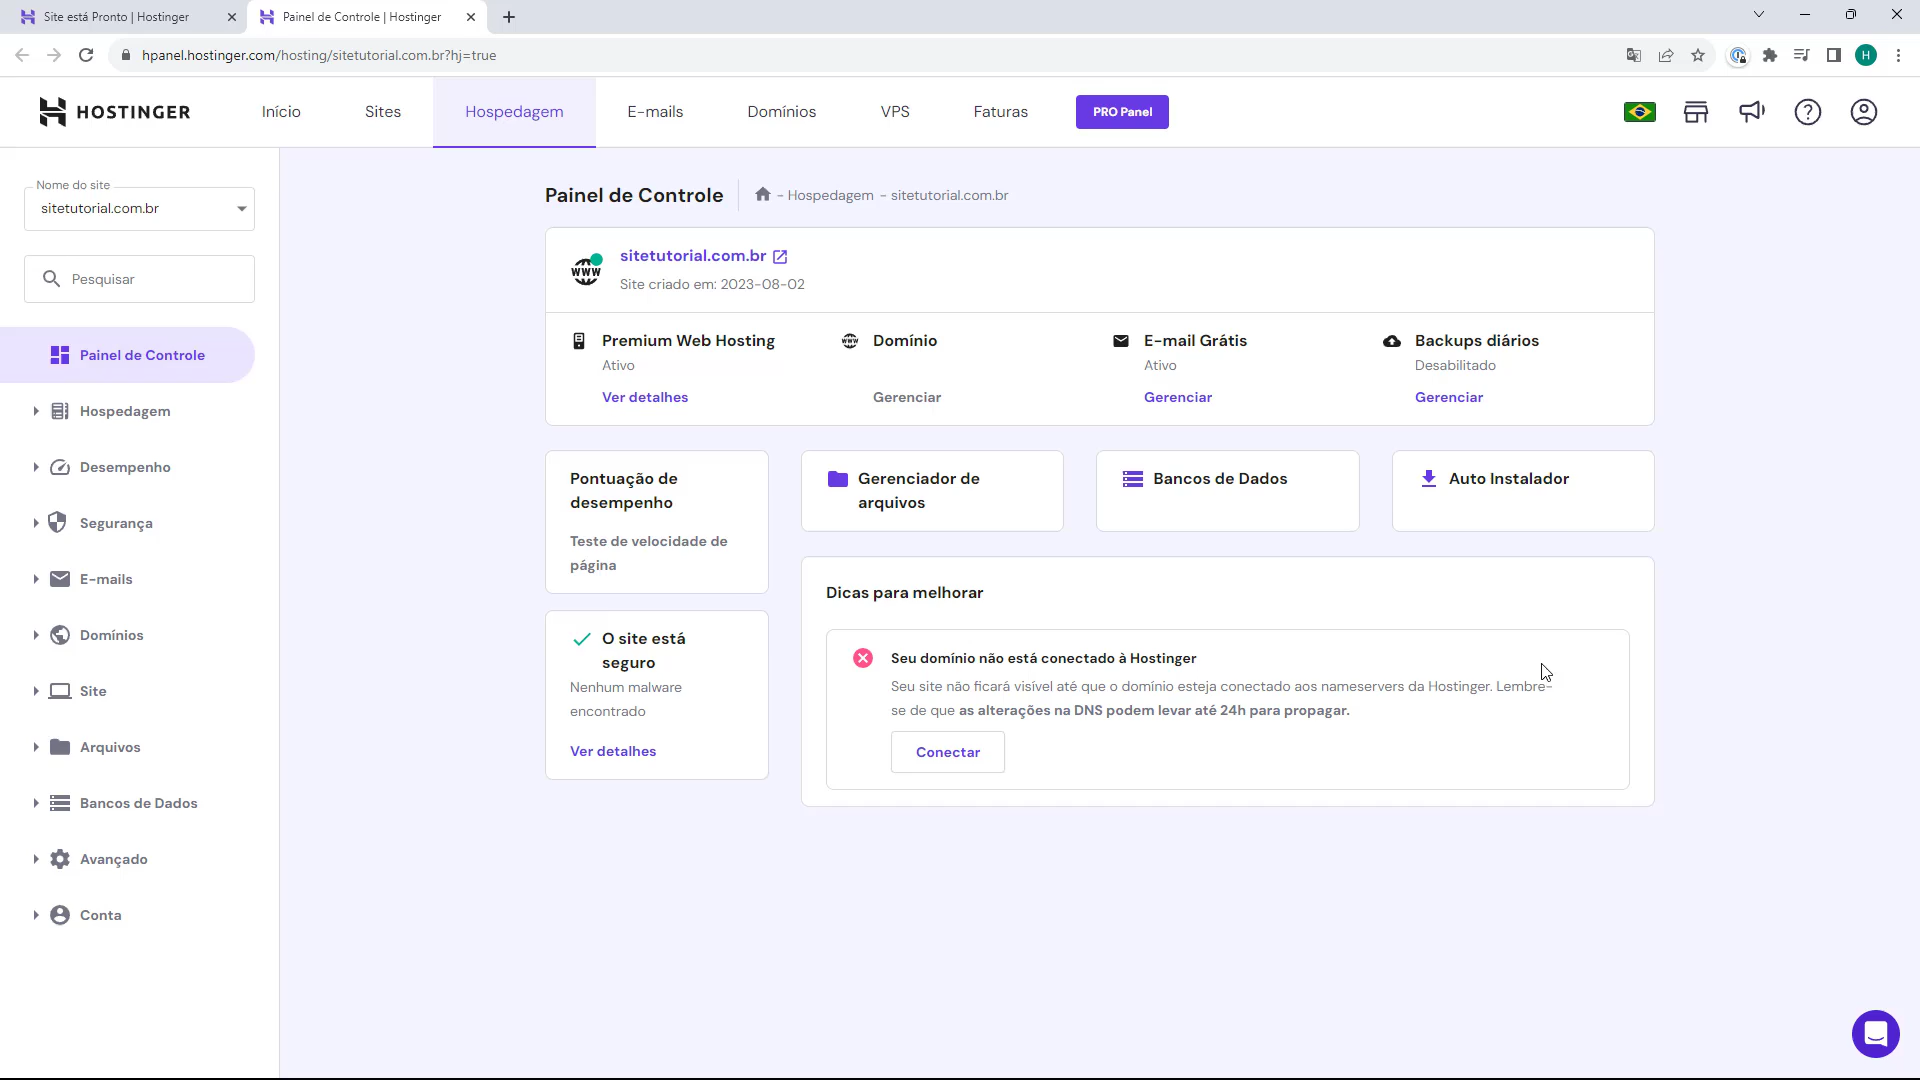 Site está Pronto | Hostinger
Painel de Controle | Hostinger
hpanel.hostinger.com/hosting/sitetutorial.com.br?hj=true
H
HOSTINGER
Início
Sites
Hospedagem
E-mails
Domínios
VPS
Faturas
PRO Panel
Nome do site
sitetutorial.com.br
Pesquisar
Painel de Controle
Hospedagem
Desempenho
Segurança
E-mails
Domínios
Site
Arquivos
Bancos de Dados
Avançado
Conta
Painel de Controle
- Hospedagem - sitetutorial.com.br
WWW
sitetutorial.com.br
Site criado em: 2023-08-02
Premium Web Hosting
Ativo
Ver detalhes
WWW
Domínio
Gerenciar
E-mail Grátis
Ativo
Gerenciar
Backups diários
Desabilitado
Gerenciar
Pontuação de
desempenho
Teste de velocidade de
página
Gerenciador de
arquivos
Bancos de Dados
Auto Instalador
O site está
seguro
Nenhum malware
encontrado
Ver detalhes
Dicas para melhorar
Seu domínio não está conectado à Hostinger
Seu site não ficará visível até que o domínio esteja conectado aos nameservers da Hostinger. Lembre-
se de que as alterações na DNS podem levar até 24h para propagar.
Conectar